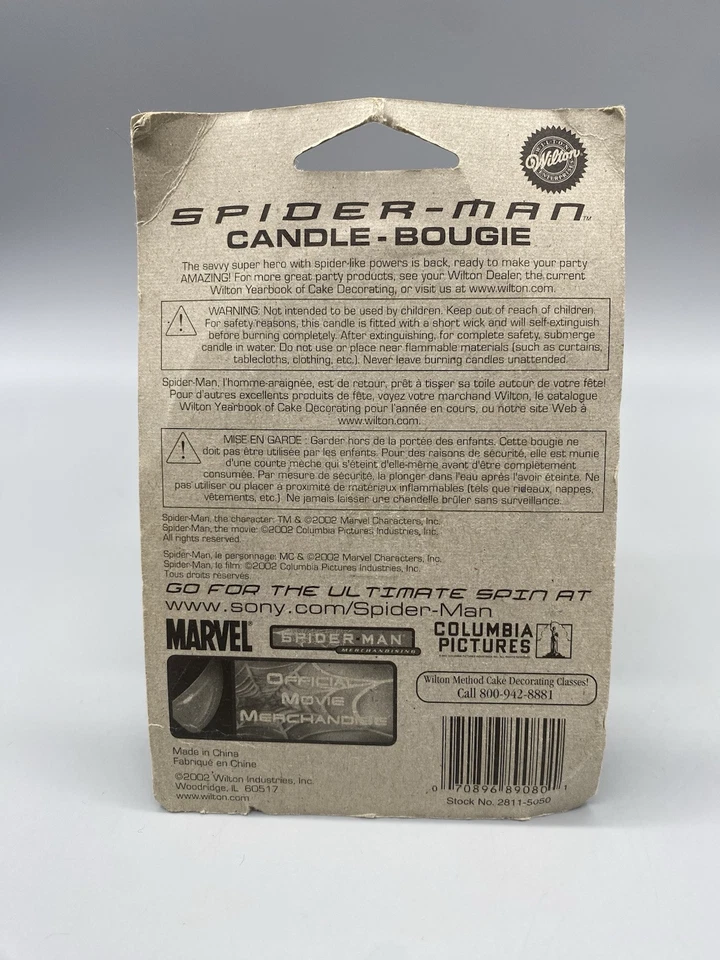 WILTON
Wilton
ENTERPRISES
SPIDER-MAN™
CANDLE - BOUGIE
The savvy super hero with spider-like powers is back, ready to make your party
AMAZING! For more great party products, see your Wilton Dealer, the current
Wilton Yearbook of Cake Decorating, or visit us at www.wilton.com.
WARNING: Not intended to be used by children. Keep out of reach of children.
For safety reasons, this candle is fitted with a short wick and will self-extinguish
before burning completely. After extinguishing, for complete safety, submerge
candle in water. Do not use or place near flammable materials (such as curtains,
tablecloths, clothing, etc.). Never leave burning candles unattended.
Spider-Man, l'homme-araignée, est de retour, prêt à tisser sa toile autour de votre fête!
Pour d'autres excellents produits de fête, voyez votre marchand Wilton, le catalogue
Wilton Yearbook of Cake Decorating pour l'année en cours, ou notre site Web à
www.wilton.com.
MISE EN GARDE : Garder hors de la portée des enfants. Cette bougie ne
doit pas être utilisée par les enfants. Pour des raisons de sécurité, elle est munie
d'une courte mèche qui s'éteint d'elle-même avant d'être complètement
consumée. Par mesure de sécurité, la plonger dans l'eau après l'avoir éteinte. Ne
pas utiliser ou placer à proximité de matériaux inflammables (tels que rideaux, nappes,
vêtements, etc.) Ne jamais laisser une chandelle brûler sans surveillance.
Spider-Man, the character: TM & ©2002 Marvel Characters, Inc.
Spider-Man, the movie: ©2002 Columbia Pictures Industries, Inc.
All rights reserved.
Spider-Man, le personnage: MC & ©2002 Marvel Characters, Inc.
Spider-Man, le film: ©2002 Columbia Pictures Industries, Inc.
Tous droits réservés.
GO FOR THE ULTIMATE SPIN AT
www.sony.com/Spider-Man
MARVEL
SPIDER-MAN
MERCHANDISING
COLUMBIA
PICTURES
OFFICIAL
MOVIE
MERCHANDISE
Wilton Method Cake Decorating Classes!
Call 800-942-8881
Made in China
Fabriqué en Chine
©2002 Wilton Industries, Inc.
Woodridge, IL 60517
www.wilton.com
0 70896 89080 1
Stock No. 2811-5050